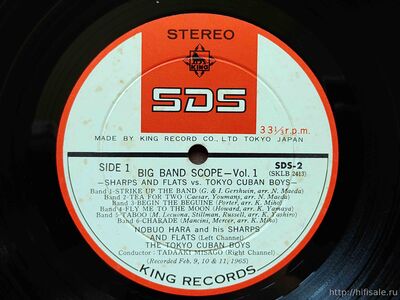 STEREO
KING
SDS
33⅓ r.p.m.
MADE BY KING RECORD CO., LTD TOKYO JAPAN
SIDE 1 BIG BAND SCOPE—Vol. 1 SDS-2
(SKLB 2413)
—SHARPS AND FLATS vs. TOKYO CUBAN BOYS—
Band 1-STRIKE UP THE BAND (G. & I Gershwin, arr. N. Maeda)
Band 2-TEA FOR TWO (Caesar, Youmans, arr. N. Maeda)
Band 3-BEGIN THE BEGUINE (Porter, arr. K. Miho)
Band 4-FLY ME TO THE MOON (Howard, arr. A. Yamaya)
Band 5-TABOO (M. Lecuona, Stillman, Russell, arr. K. Yashiro)
Band 6-CHARADE (Mancini, Mercer, arr. K. Miho)
NOBUO HARA and his SHARPS
AND FLATS (Left Channel)
THE TOKYO CUBAN BOYS
Conductor: TADAAKI MISAGO (Right Channel)
(Recorded Feb. 9, 10 & 11, 1965)
KING RECORDS
https://hifisale.ru